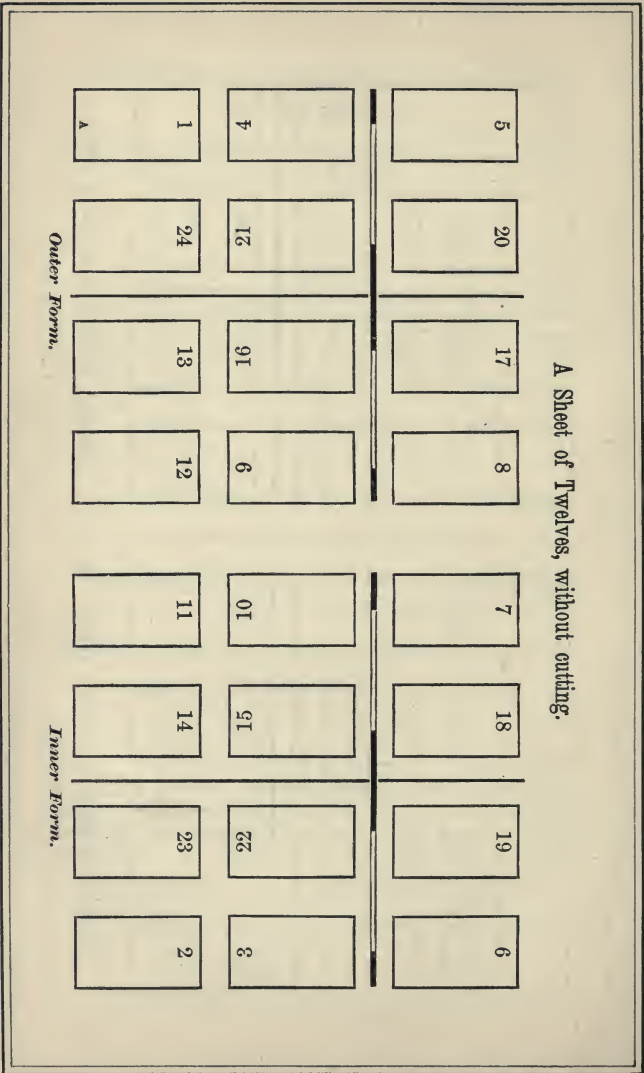 A Sheet of Twelves, without cutting.
5 20 17 8 7 18 19 6
4 21 16 9 10 15 22 3
1 24 13 12 11 14 23 2
A
Outer Form. Inner Form.